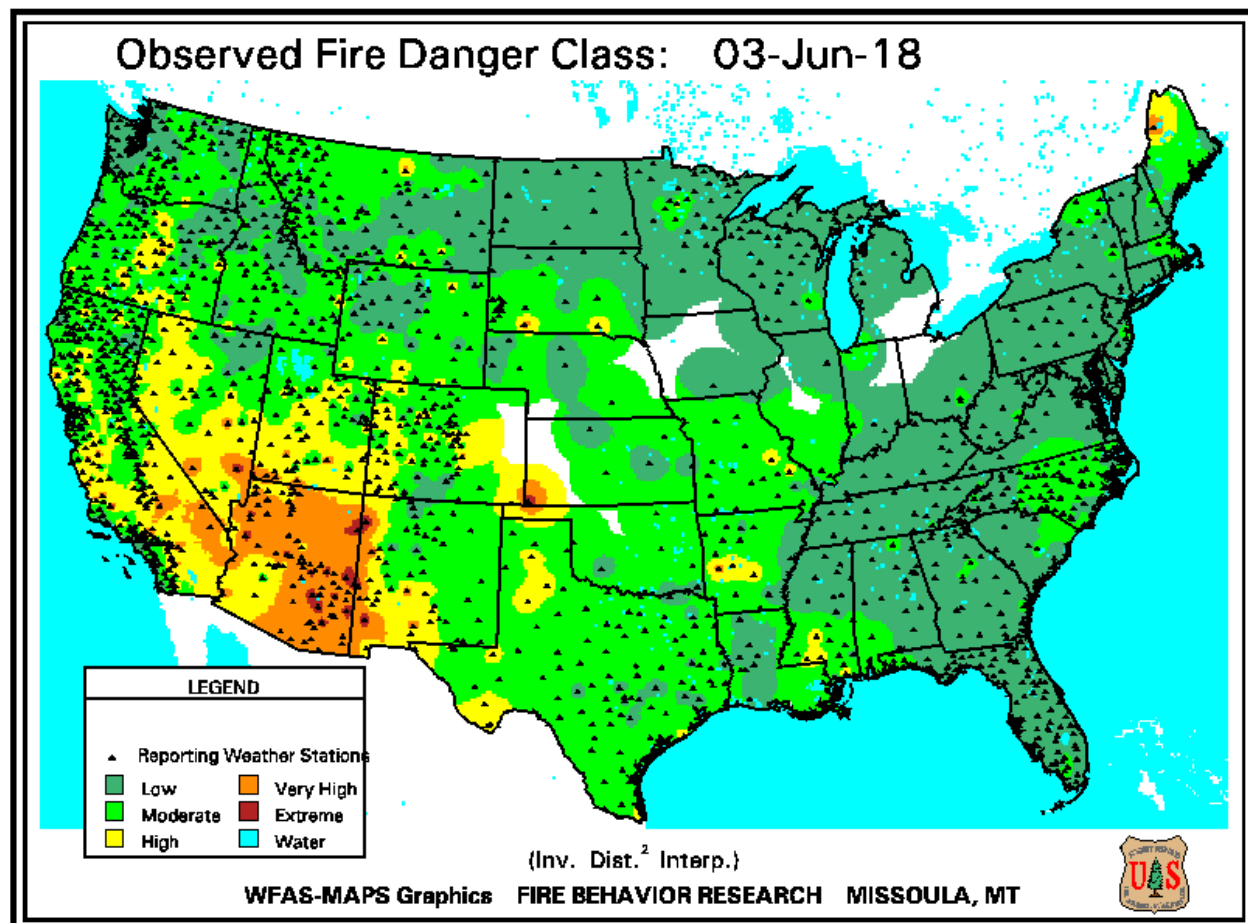 Observed Fire Danger Class: 03-Jun-18
LEGEND
Reporting Weather Stations
Low
Very High
Moderate
Extreme
High
Water
(Inv. Dist.² Interp.)
WFAS-MAPS Graphics FIRE BEHAVIOR RESEARCH MISSOULA, MT
U S